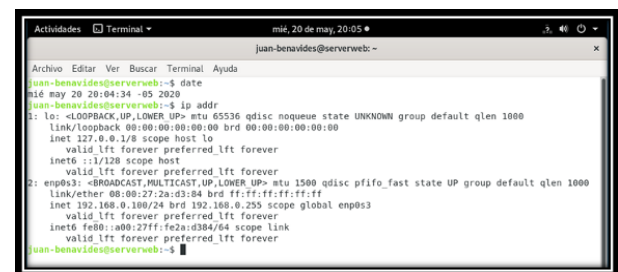 Actividades Terminal mié, 20 de may, 20:05
juan-benavides@serverweb: ~
Archivo Editar Ver Buscar Terminal Ayuda
juan-benavides@serverweb:~$ date
mié may 20 20:04:34 -05 2020
juan-benavides@serverweb:~$ ip addr
1: lo: <LOOPBACK,UP,LOWER_UP> mtu 65536 qdisc noqueue state UNKNOWN group default qlen 1000
link/loopback 00:00:00:00:00:00 brd 00:00:00:00:00:00
inet 127.0.0.1/8 scope host lo
valid_lft forever preferred_lft forever
inet6 ::1/128 scope host
valid_lft forever preferred_lft forever
2: enp0s3: <BROADCAST,MULTICAST,UP,LOWER_UP> mtu 1500 qdisc pfifo_fast state UP group default qlen 1000
link/ether 08:00:27:2a:d3:84 brd ff:ff:ff:ff:ff:ff
inet 192.168.0.100/24 brd 192.168.0.255 scope global enp0s3
valid_lft forever preferred_lft forever
inet6 fe80::a00:27ff:fe2a:d384/64 scope link
valid_lft forever preferred_lft forever
juan-benavides@serverweb:~$